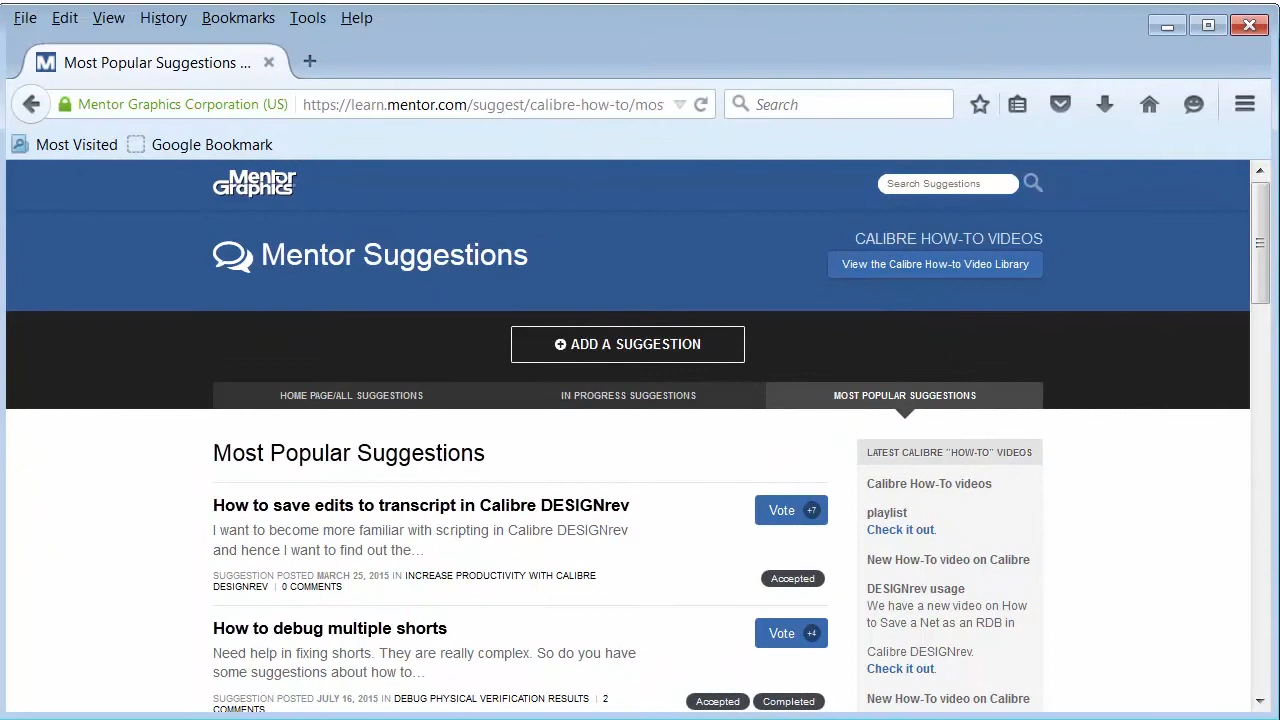 File Edit View History Bookmarks Tools Help
Most Popular Suggestions ...
Mentor Graphics Corporation (US) https://learn.mentor.com/suggest/calibre-how-to/mos Search
Most Visited Google Bookmark
Mentor
Graphics
Search Suggestions
Mentor Suggestions
CALIBRE HOW-TO VIDEOS
View the Calibre How-to Video Library
ADD A SUGGESTION
HOME PAGE/ALL SUGGESTIONS IN PROGRESS SUGGESTIONS MOST POPULAR SUGGESTIONS
Most Popular Suggestions
How to save edits to transcript in Calibre DESIGNrev
Vote +7
I want to become more familiar with scripting in Calibre DESIGNrev
and hence I want to find out the…
SUGGESTION POSTED MARCH 25, 2015 IN INCREASE PRODUCTIVITY WITH CALIBRE
DESIGNREV | 0 COMMENTS
Accepted
How to debug multiple shorts
Vote +4
Need help in fixing shorts. They are really complex. So do you have
some suggestions about how to…
SUGGESTION POSTED JULY 16, 2015 IN DEBUG PHYSICAL VERIFICATION RESULTS | 2
COMMENTS
Accepted Completed
LATEST CALIBRE "HOW-TO" VIDEOS
Calibre How-To videos
playlist
Check it out.
New How-To video on Calibre
DESIGNrev usage
We have a new video on How
to Save a Net as an RDB in
Calibre DESIGNrev.
Check it out.
New How-To video on Calibre